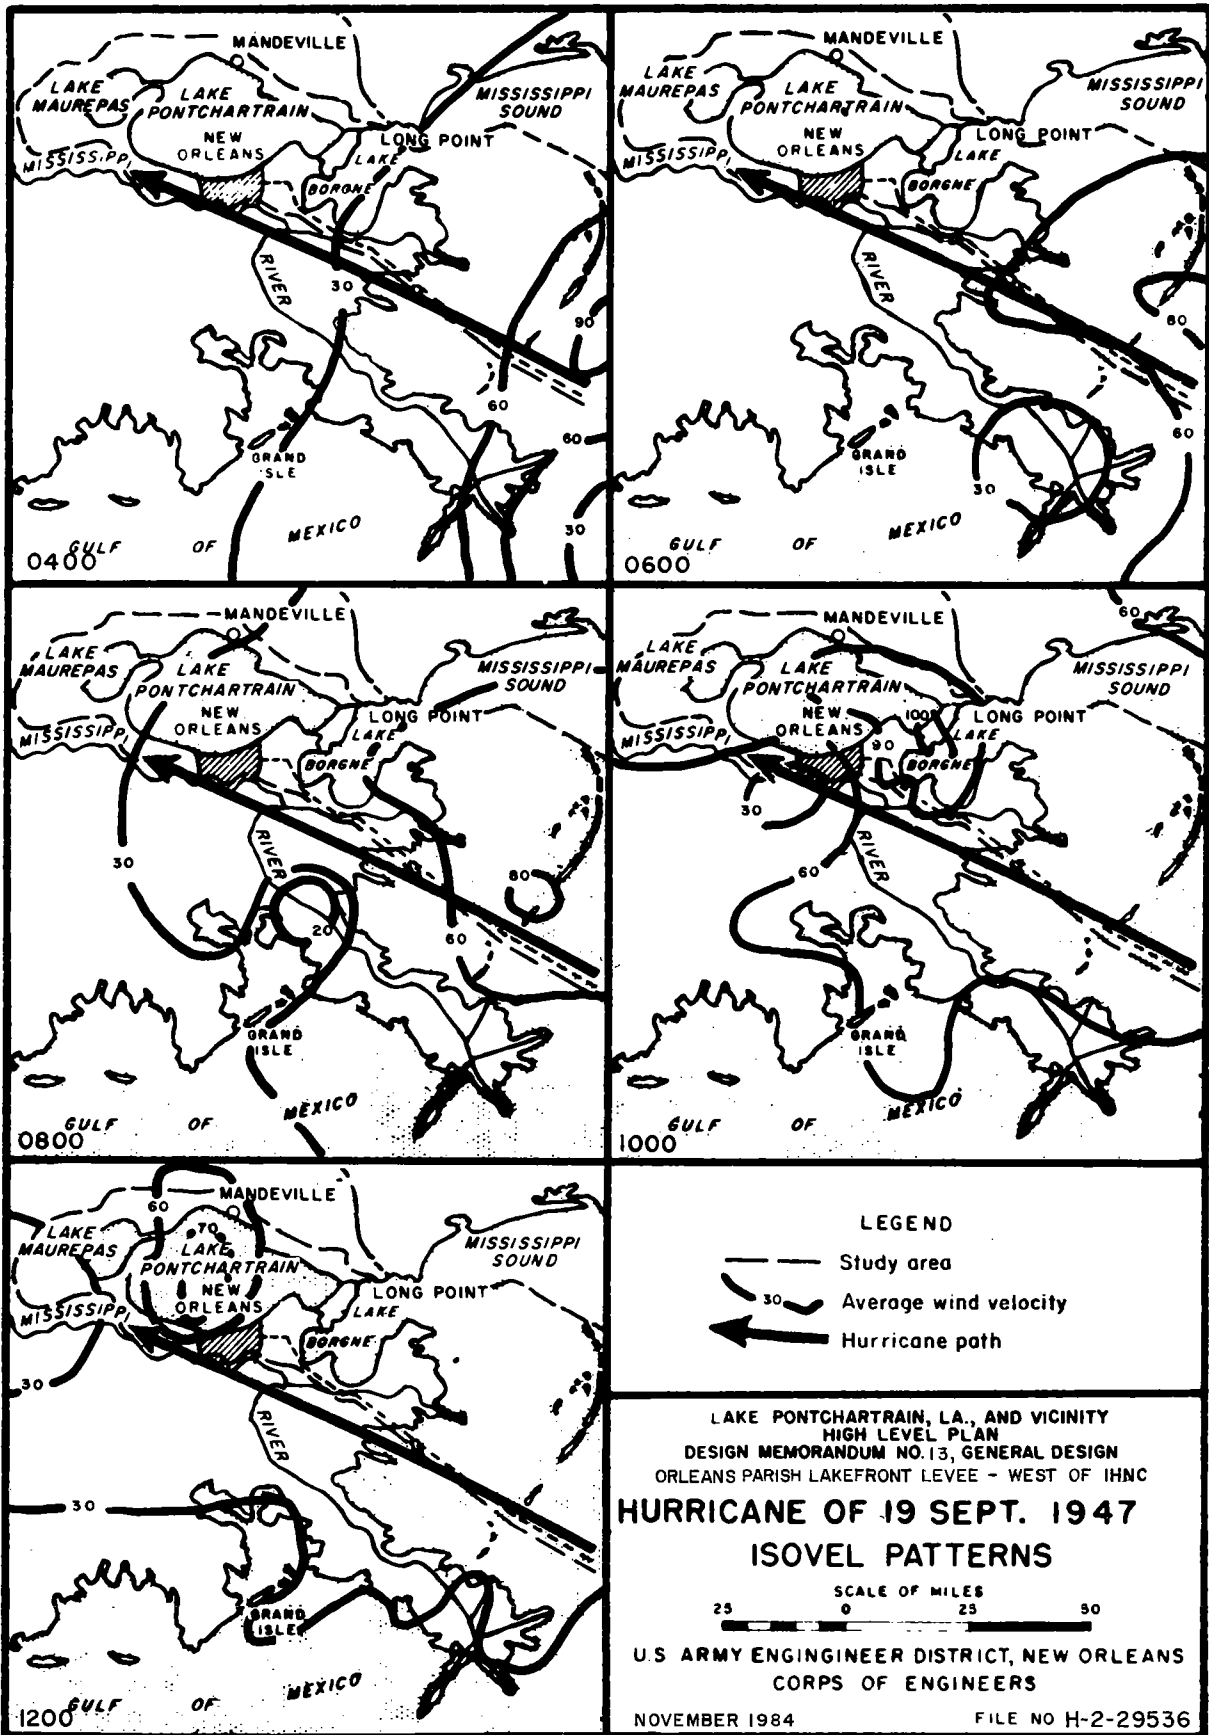 MANDEVILLE
LAKE
MAUREPAS
LAKE
PONTCHARTRAIN
MISSISSIPPI
SOUND
NEW
ORLEANS
LONG POINT
LAKE
BORGNE
MISSISSIPPI
RIVER
30
90
60
60
GRAND
ISLE
30
MEXICO
GULF OF
0400
MANDEVILLE
LAKE
MAUREPAS
LAKE
PONTCHARTRAIN
MISSISSIPPI
SOUND
NEW
ORLEANS
LONG POINT
LAKE
BORGNE
MISSISSIPPI
RIVER
80
60
GRAND
ISLE
30
MEXICO
GULF OF
0600
MANDEVILLE
LAKE
MAUREPAS
LAKE
PONTCHARTRAIN
MISSISSIPPI
SOUND
NEW
ORLEANS
LONG POINT
LAKE
BORGNE
MISSISSIPPI
RIVER
30
80
20
60
GRAND
ISLE
MEXICO
GULF OF
0800
60
MANDEVILLE
LAKE
MAUREPAS
LAKE
PONTCHARTRAIN
MISSISSIPPI
SOUND
NEW
ORLEANS
100
LONG POINT
LAKE
90
BORGNE
MISSISSIPPI
30
RIVER
60
GRAND
ISLE
MEXICO
GULF OF
1000
MANDEVILLE
60
70
LAKE
MAUREPAS
LAKE
PONTCHARTRAIN
MISSISSIPPI
SOUND
NEW
ORLEANS
LONG POINT
LAKE
BORGNE
MISSISSIPPI
30
RIVER
30
GRAND
ISLE
MEXICO
GULF OF
1200
LEGEND
Study area
30 Average wind velocity
Hurricane path
LAKE PONTCHARTRAIN, LA., AND VICINITY
HIGH LEVEL PLAN
DESIGN MEMORANDUM NO. 13, GENERAL DESIGN
ORLEANS PARISH LAKEFRONT LEVEE - WEST OF IHNC
HURRICANE OF 19 SEPT. 1947
ISOVEL PATTERNS
SCALE OF MILES
25 0 25 50
U.S ARMY ENGINGINEER DISTRICT, NEW ORLEANS
CORPS OF ENGINEERS
NOVEMBER 1984 FILE NO H-2-29536